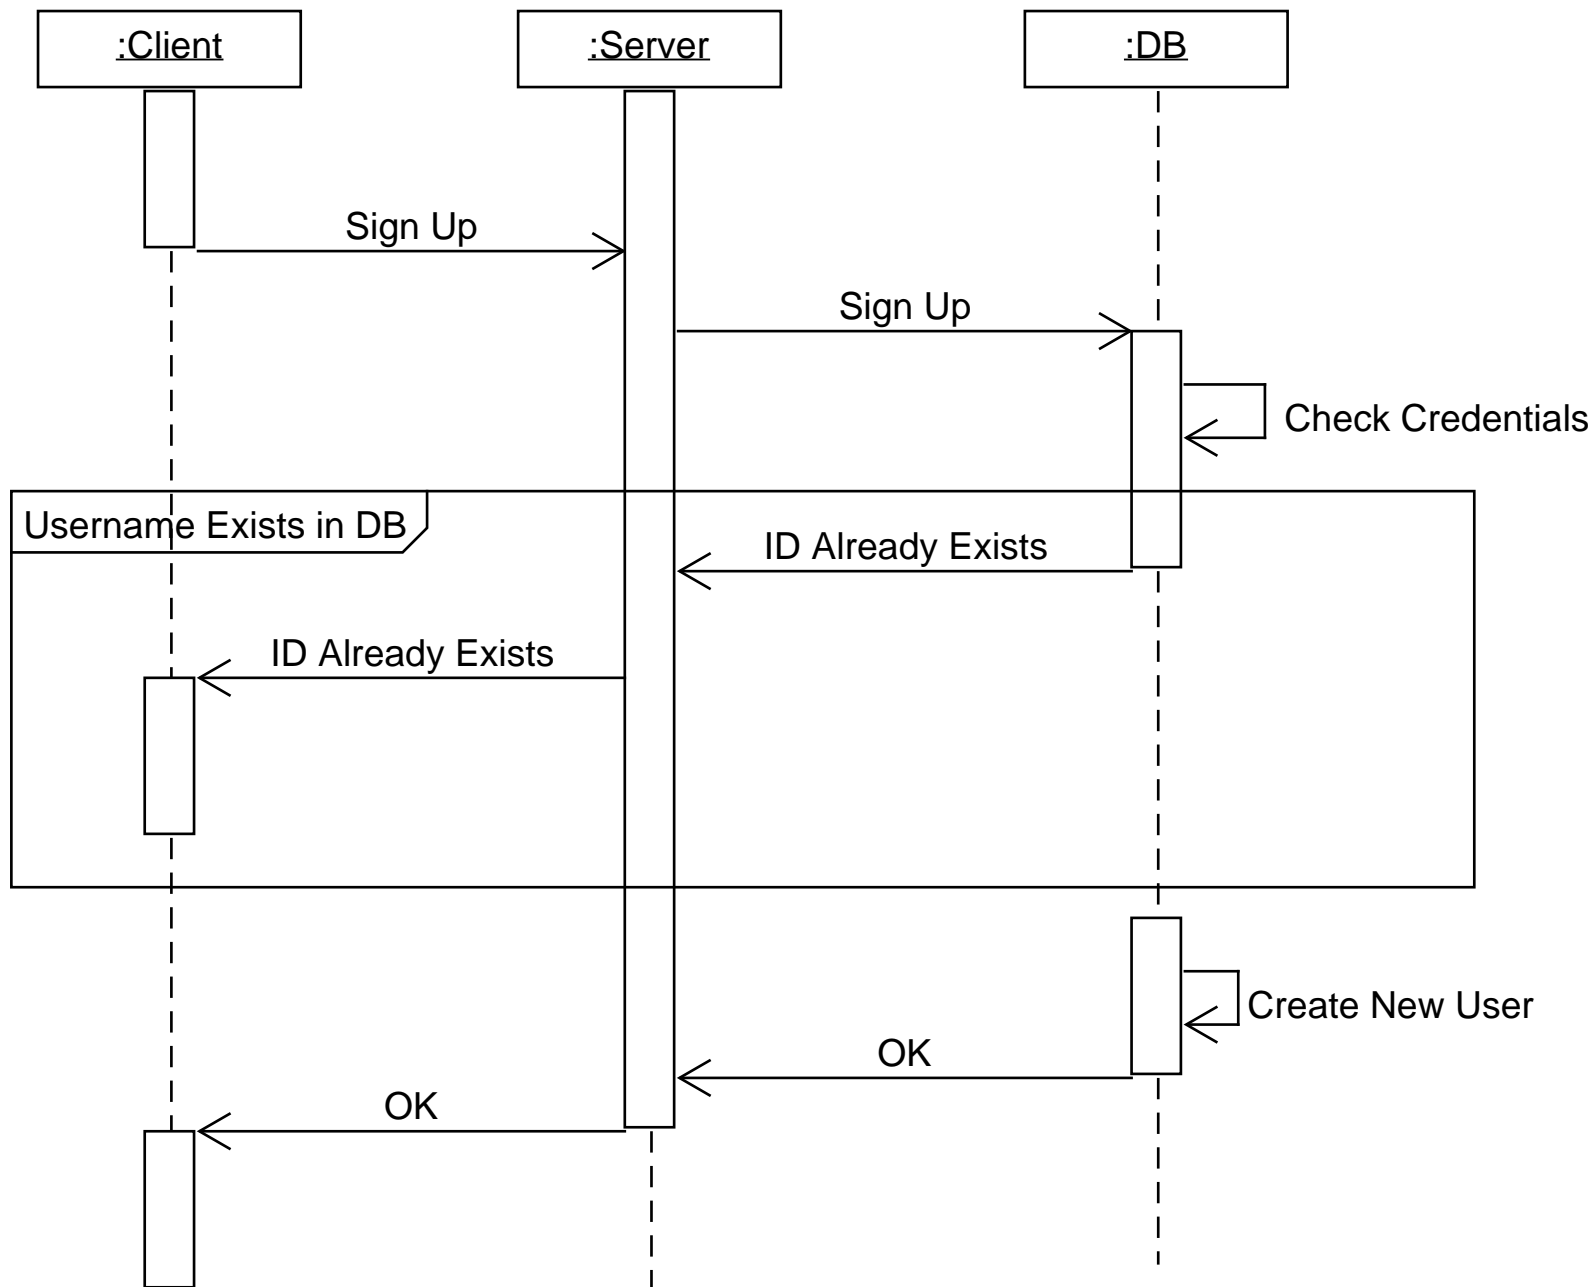 :Client
:Server
:DB
Sign Up
Sign Up
Check Credentials
Username Exists in DB
ID Already Exists
ID Already Exists
Create New User
OK
OK